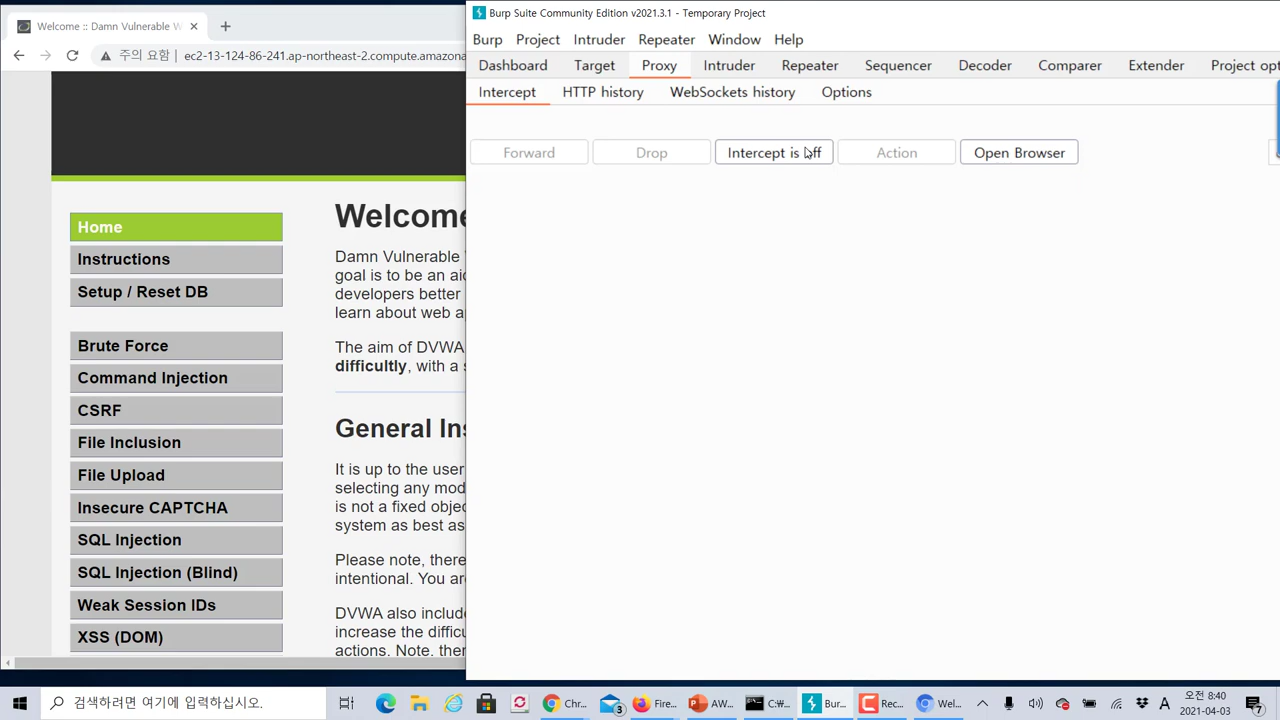 Welcome :: Damn Vulnerable W
Burp Suite Community Edition v2021.3.1 - Temporary Project
Burp Project Intruder Repeater Window Help
주의 요함 ec2-13-124-86-241.ap-northeast-2.compute.amazona
Dashboard Target Proxy Intruder Repeater Sequencer Decoder Comparer Extender Project opt
Intercept HTTP history WebSockets history Options
Forward Drop Intercept is off Action Open Browser
Home
Instructions
Setup / Reset DB
Brute Force
Command Injection
CSRF
File Inclusion
File Upload
Insecure CAPTCHA
SQL Injection
SQL Injection (Blind)
Weak Session IDs
XSS (DOM)
Welcome
Damn Vulnerable
goal is to be an aid
developers better
learn about web a
The aim of DVWA
difficultly, with a s
General Ins
It is up to the user
selecting any mod
is not a fixed objec
system as best as
Please note, there
intentional. You are
DVWA also include
increase the difficu
actions. Note, ther
검색하려면 여기에 입력하십시오.
3
Chr...
Fire...
AW...
C:\...
Bur...
Rec...
Wel...
A
오전 8:40
2021-04-03
7